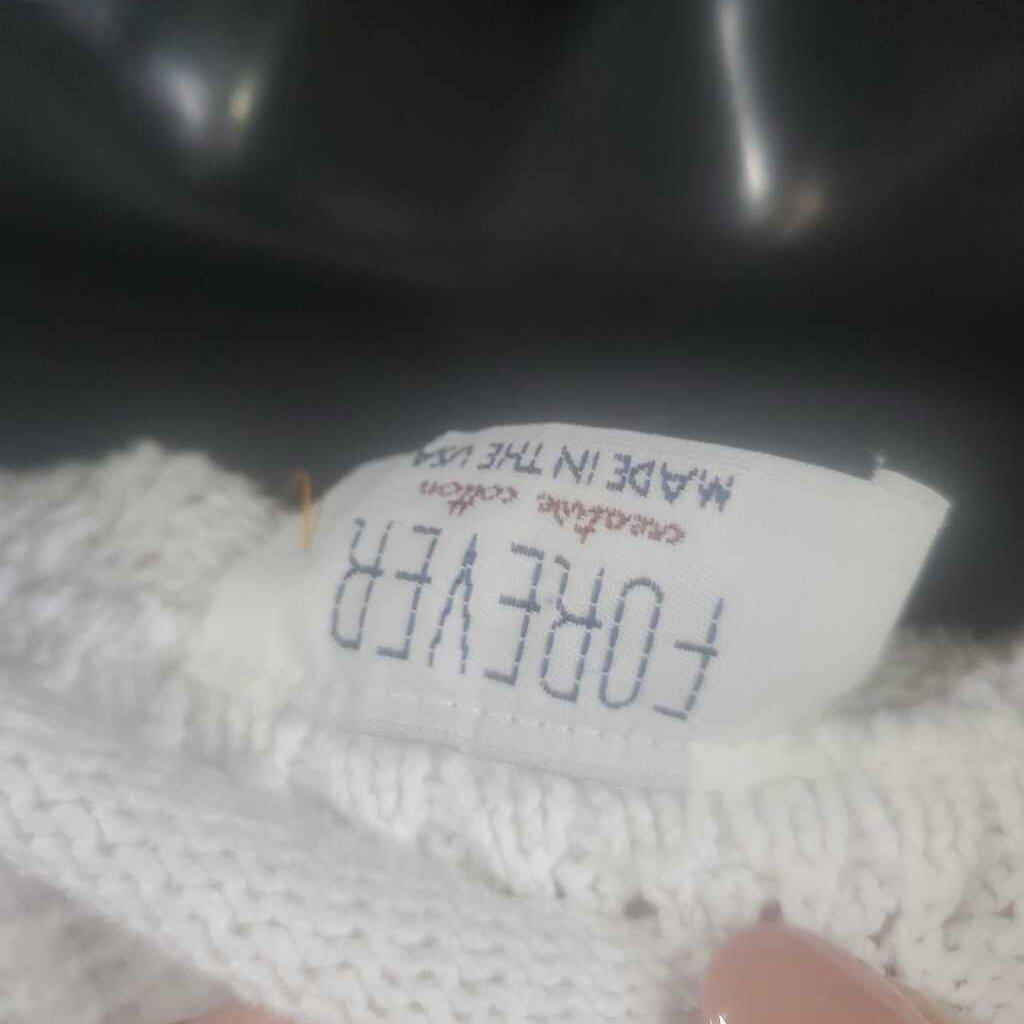 FOREVER
creative cotton
MADE IN THE USA